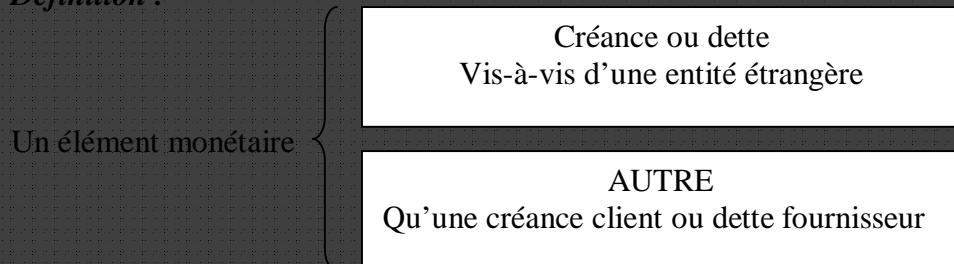 Définition :
Créance ou dette
Vis-à-vis d’une entité étrangère
Un élément monétaire
AUTRE
Qu’une créance client ou dette fournisseur